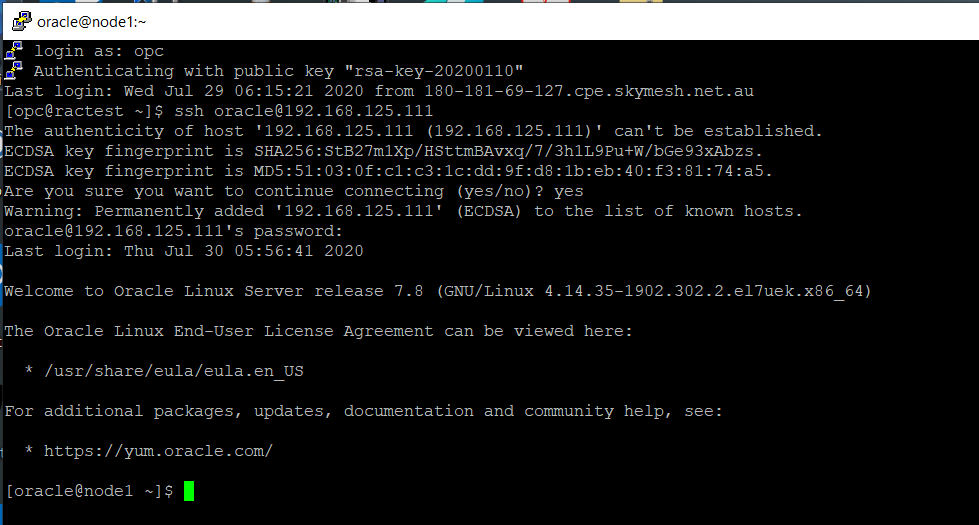 oracle@node1:~
login as: opc
Authenticating with public key "rsa-key-20200110"
Last login: Wed Jul 29 06:15:21 2020 from 180-181-69-127.cpe.skymesh.net.au
[opc@ractest ~]$ ssh oracle@192.168.125.111
The authenticity of host '192.168.125.111 (192.168.125.111)' can't be established.
ECDSA key fingerprint is SHA256:StB27m1Xp/HSttmBAvxq/7/3h1L9Pu+W/bGe93xAbzs.
ECDSA key fingerprint is MD5:51:03:0f:c1:c3:1c:dd:9f:d8:1b:eb:40:f3:81:74:a5.
Are you sure you want to continue connecting (yes/no)? yes
Warning: Permanently added '192.168.125.111' (ECDSA) to the list of known hosts.
oracle@192.168.125.111's password:
Last login: Thu Jul 30 05:56:41 2020
Welcome to Oracle Linux Server release 7.8 (GNU/Linux 4.14.35-1902.302.2.el7uek.x86_64)
The Oracle Linux End-User License Agreement can be viewed here:
* /usr/share/eula/eula.en_US
For additional packages, updates, documentation and community help, see:
* https://yum.oracle.com/
[oracle@node1 ~]$